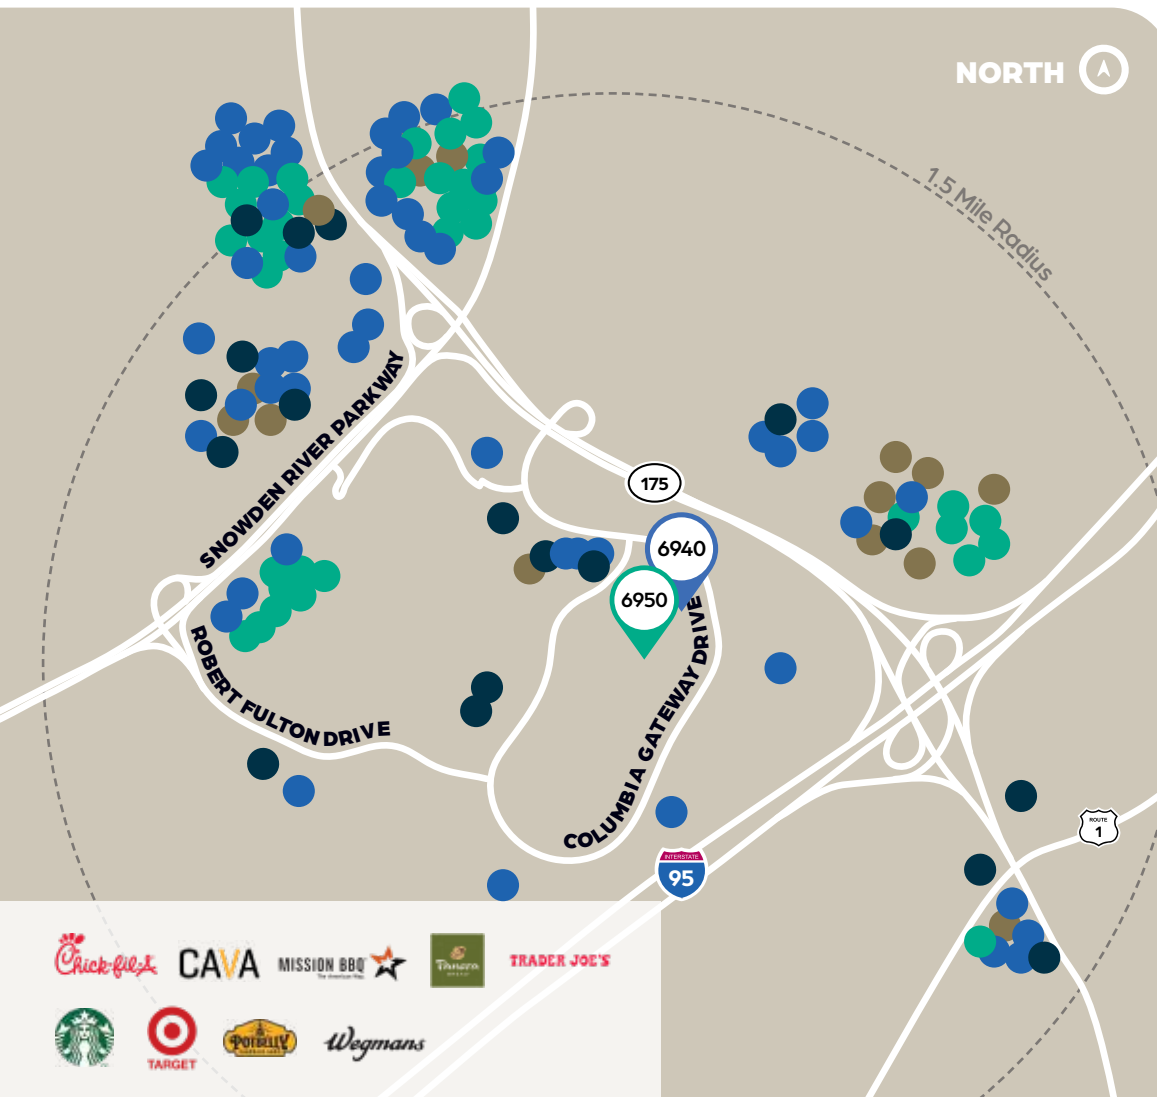 NORTH
1.5 Mile Radius
SNOWDEN RIVER PARKWAY
175
6940
6950
ROBERT FULTON DRIVE
COLUMBIA GATEWAY DRIVE
ROUTE
1
INTERSTATE
95
Chick-fil-A
CAVA
MISSION BBQ
The American Way.
Panera
BREAD
TRADER JOE'S
TARGET
POTBELLY
Wegmans